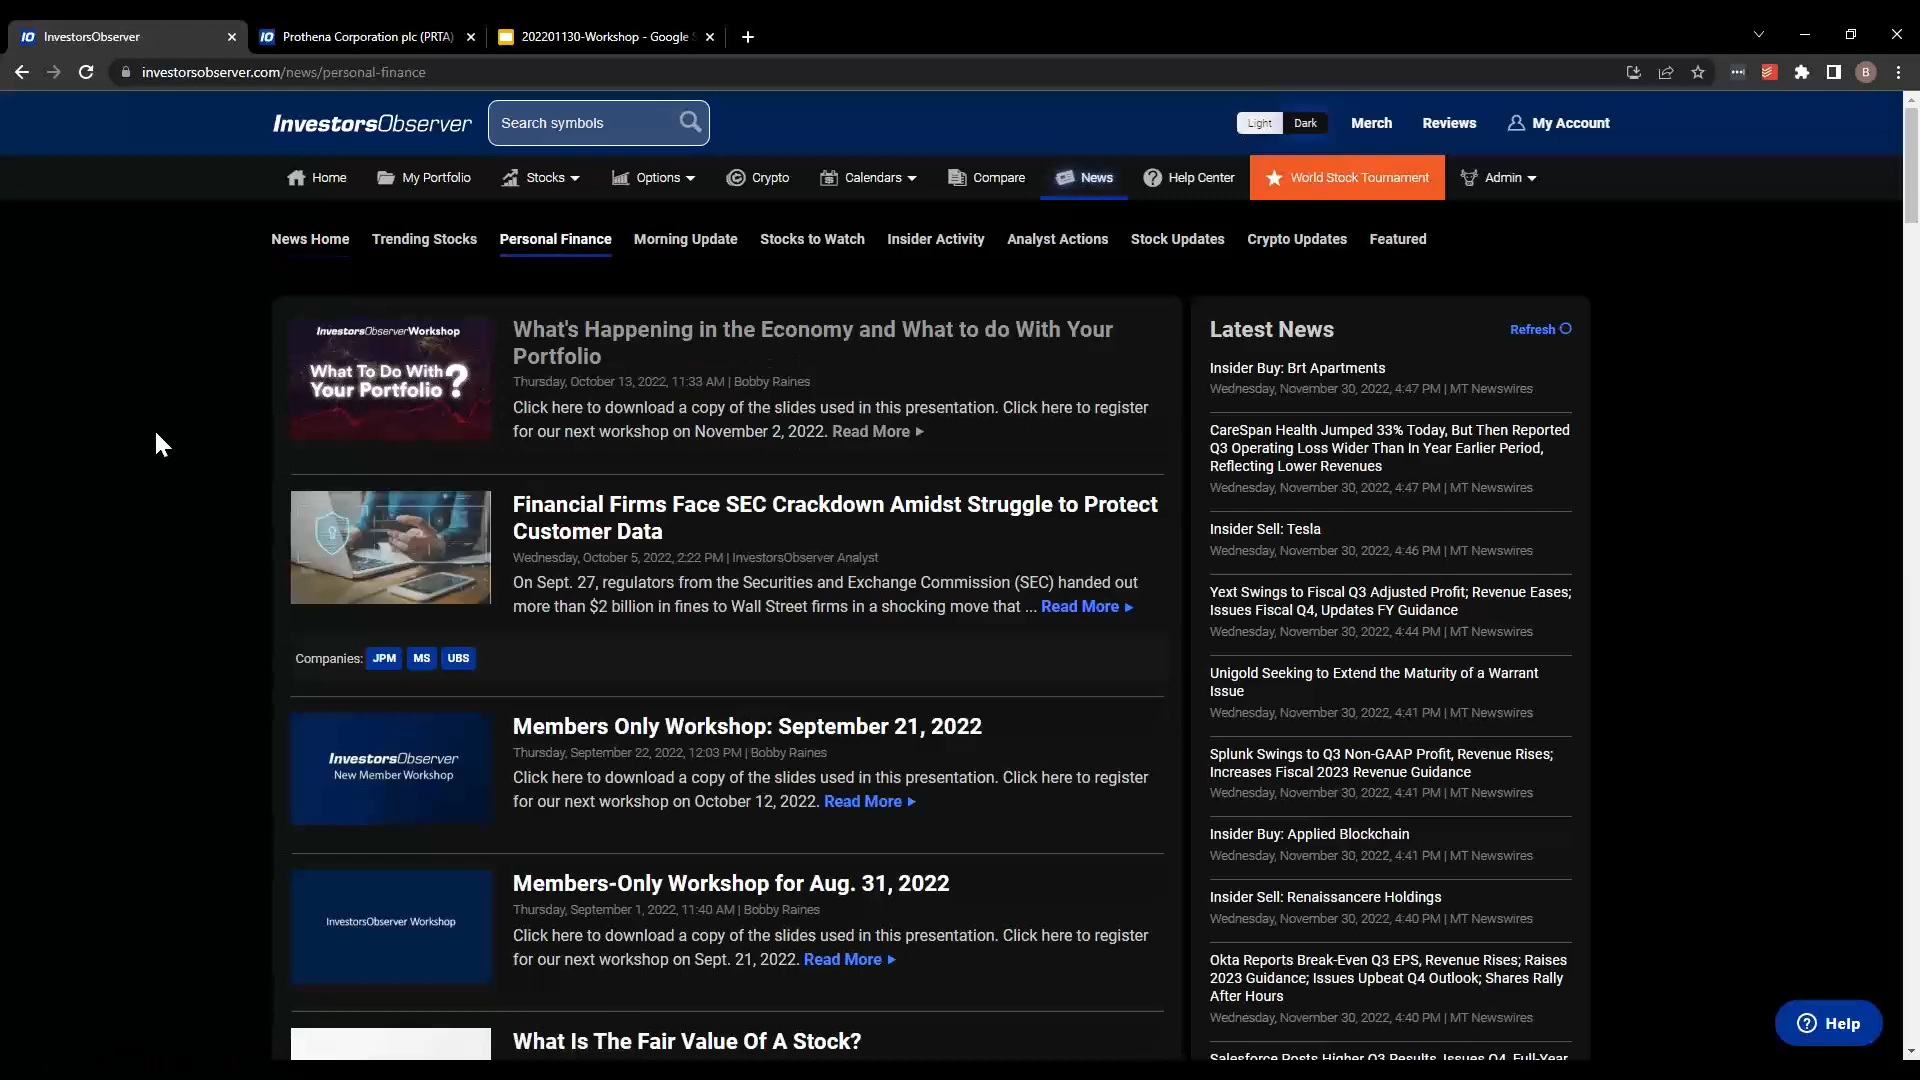 InvestorsObserver
Prothena Corporation plc (PRTA)
202201130-Workshop - Google S
investorsobserver.com/news/personal-finance
B
InvestorsObserver
Search symbols
Light
Dark
Merch
Reviews
My Account
Home
My Portfolio
Stocks
Options
Crypto
Calendars
Compare
News
Help Center
World Stock Tournament
Admin
News Home
Trending Stocks
Personal Finance
Morning Update
Stocks to Watch
Insider Activity
Analyst Actions
Stock Updates
Crypto Updates
Featured
InvestorsObserverWorkshop
What To Do With
Your Portfolio ?
What's Happening in the Economy and What to do With Your
Portfolio
Thursday, October 13, 2022, 11:33 AM | Bobby Raines
Click here to download a copy of the slides used in this presentation. Click here to register
for our next workshop on November 2, 2022. Read More
Financial Firms Face SEC Crackdown Amidst Struggle to Protect
Customer Data
Wednesday, October 5, 2022, 2:22 PM | InvestorsObserver Analyst
On Sept. 27, regulators from the Securities and Exchange Commission (SEC) handed out
more than $2 billion in fines to Wall Street firms in a shocking move that ... Read More
Companies: JPM MS UBS
InvestorsObserver
New Member Workshop
Members Only Workshop: September 21, 2022
Thursday, September 22, 2022, 12:03 PM | Bobby Raines
Click here to download a copy of the slides used in this presentation. Click here to register
for our next workshop on October 12, 2022. Read More
InvestorsObserver Workshop
Members-Only Workshop for Aug. 31, 2022
Thursday, September 1, 2022, 11:40 AM | Bobby Raines
Click here to download a copy of the slides used in this presentation. Click here to register
for our next workshop on Sept. 21, 2022. Read More
What Is The Fair Value Of A Stock?
Latest News
Refresh
Insider Buy: Brt Apartments
Wednesday, November 30, 2022, 4:47 PM | MT Newswires
CareSpan Health Jumped 33% Today, But Then Reported
Q3 Operating Loss Wider Than In Year Earlier Period,
Reflecting Lower Revenues
Wednesday, November 30, 2022, 4:47 PM | MT Newswires
Insider Sell: Tesla
Wednesday, November 30, 2022, 4:46 PM | MT Newswires
Yext Swings to Fiscal Q3 Adjusted Profit; Revenue Eases;
Issues Fiscal Q4, Updates FY Guidance
Wednesday, November 30, 2022, 4:44 PM | MT Newswires
Unigold Seeking to Extend the Maturity of a Warrant
Issue
Wednesday, November 30, 2022, 4:41 PM | MT Newswires
Splunk Swings to Q3 Non-GAAP Profit, Revenue Rises;
Increases Fiscal 2023 Revenue Guidance
Wednesday, November 30, 2022, 4:41 PM | MT Newswires
Insider Buy: Applied Blockchain
Wednesday, November 30, 2022, 4:41 PM | MT Newswires
Insider Sell: Renaissancere Holdings
Wednesday, November 30, 2022, 4:40 PM | MT Newswires
Okta Reports Break-Even Q3 EPS, Revenue Rises; Raises
2023 Guidance; Issues Upbeat Q4 Outlook; Shares Rally
After Hours
Wednesday, November 30, 2022, 4:40 PM | MT Newswires
Salesforce Posts Higher Q3 Results, Issues Q4, Full-Year
Help